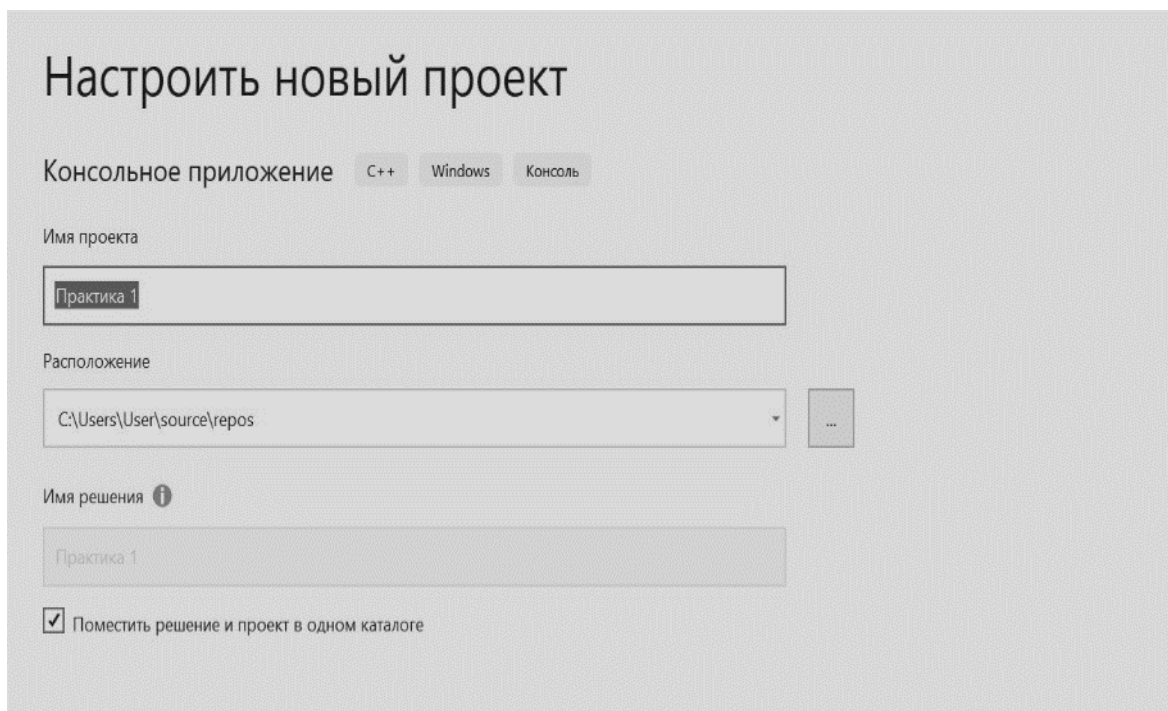 Настроить новый проект
Консольное приложение C++ Windows Консоль
Имя проекта
Практика 1
Расположение
C:\Users\User\source\repos
...
Имя решения
Практика 1
Поместить решение и проект в одном каталоге